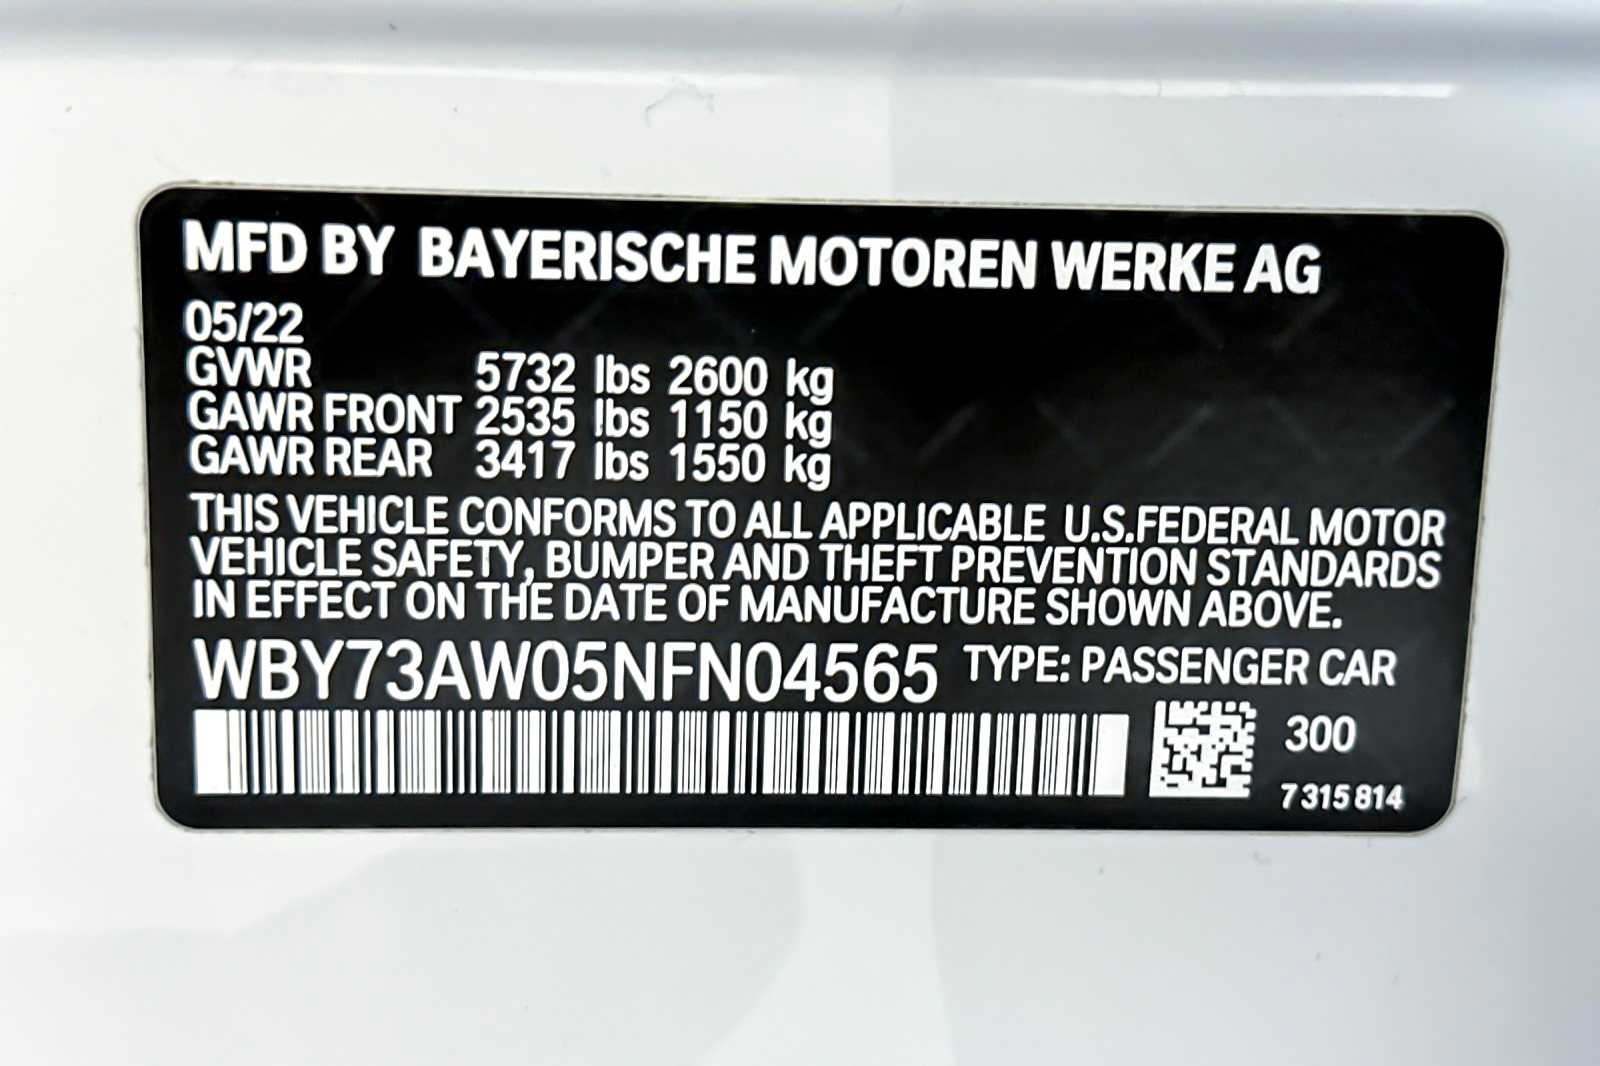 MFD BY BAYERISCHE MOTOREN WERKE AG
05/22
GVWR 5732 lbs 2600 kg
GAWR FRONT 2535 lbs 1150 kg
GAWR REAR 3417 lbs 1550 kg
THIS VEHICLE CONFORMS TO ALL APPLICABLE U.S.FEDERAL MOTOR
VEHICLE SAFETY, BUMPER AND THEFT PREVENTION STANDARDS
IN EFFECT ON THE DATE OF MANUFACTURE SHOWN ABOVE.
WBY73AW05NFN04565 TYPE: PASSENGER CAR
300
7 315 814